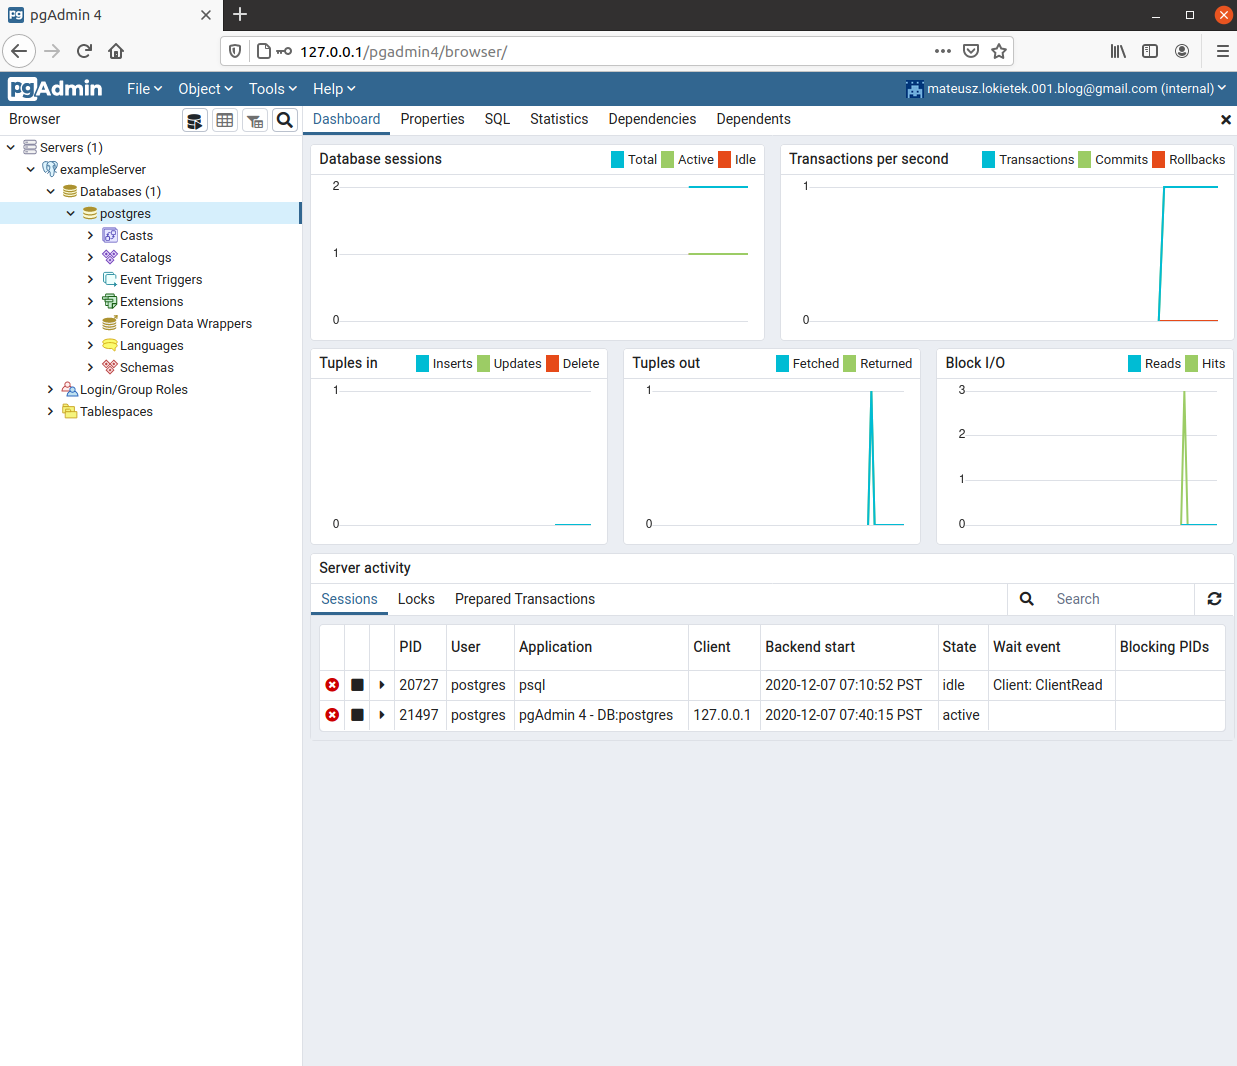 pgAdmin 4
127.0.0.1/pgadmin4/browser/
pgAdmin File Object Tools Help mateusz.lokietek.001.blog@gmail.com (internal)
Browser Dashboard Properties SQL Statistics Dependencies Dependents
Servers (1)
exampleServer
Databases (1)
postgres
Casts
Catalogs
Event Triggers
Extensions
Foreign Data Wrappers
Languages
Schemas
Login/Group Roles
Tablespaces
Database sessions Total Active Idle
2
1
0
Transactions per second Transactions Commits Rollbacks
1
0
Tuples in Inserts Updates Delete
1
0
Tuples out Fetched Returned
1
0
Block I/O Reads Hits
3
2
1
0
Server activity
Sessions Locks Prepared Transactions Search
PID User Application Client Backend start State Wait event Blocking PIDs
20727 postgres psql 2020-12-07 07:10:52 PST idle Client: ClientRead
21497 postgres pgAdmin 4 - DB:postgres 127.0.0.1 2020-12-07 07:40:15 PST active